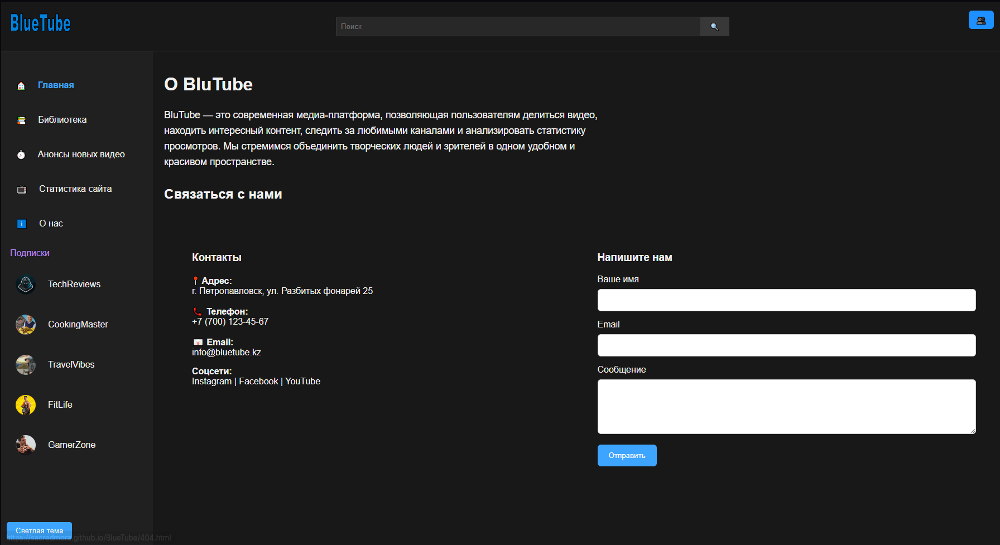 BlueTube
Поиск
Главная
Библиотека
Анонсы новых видео
Статистика сайта
О нас
Подписки
TechReviews
CookingMaster
TravelVibes
FitLife
GamerZone
Светлая тема
https://sacredmora.github.io/BlueTube/404.html
О BluTube
BluTube — это современная медиа-платформа, позволяющая пользователям делиться видео,
находить интересный контент, следить за любимыми каналами и анализировать статистику
просмотров. Мы стремимся объединить творческих людей и зрителей в одном удобном и
красивом пространстве.
Связаться с нами
Контакты
Адрес:
г. Петропавловск, ул. Разбитых фонарей 25
Телефон:
+7 (700) 123-45-67
Email:
info@bluetube.kz
Соцсети:
Instagram | Facebook | YouTube
Напишите нам
Ваше имя
Email
Сообщение
Отправить